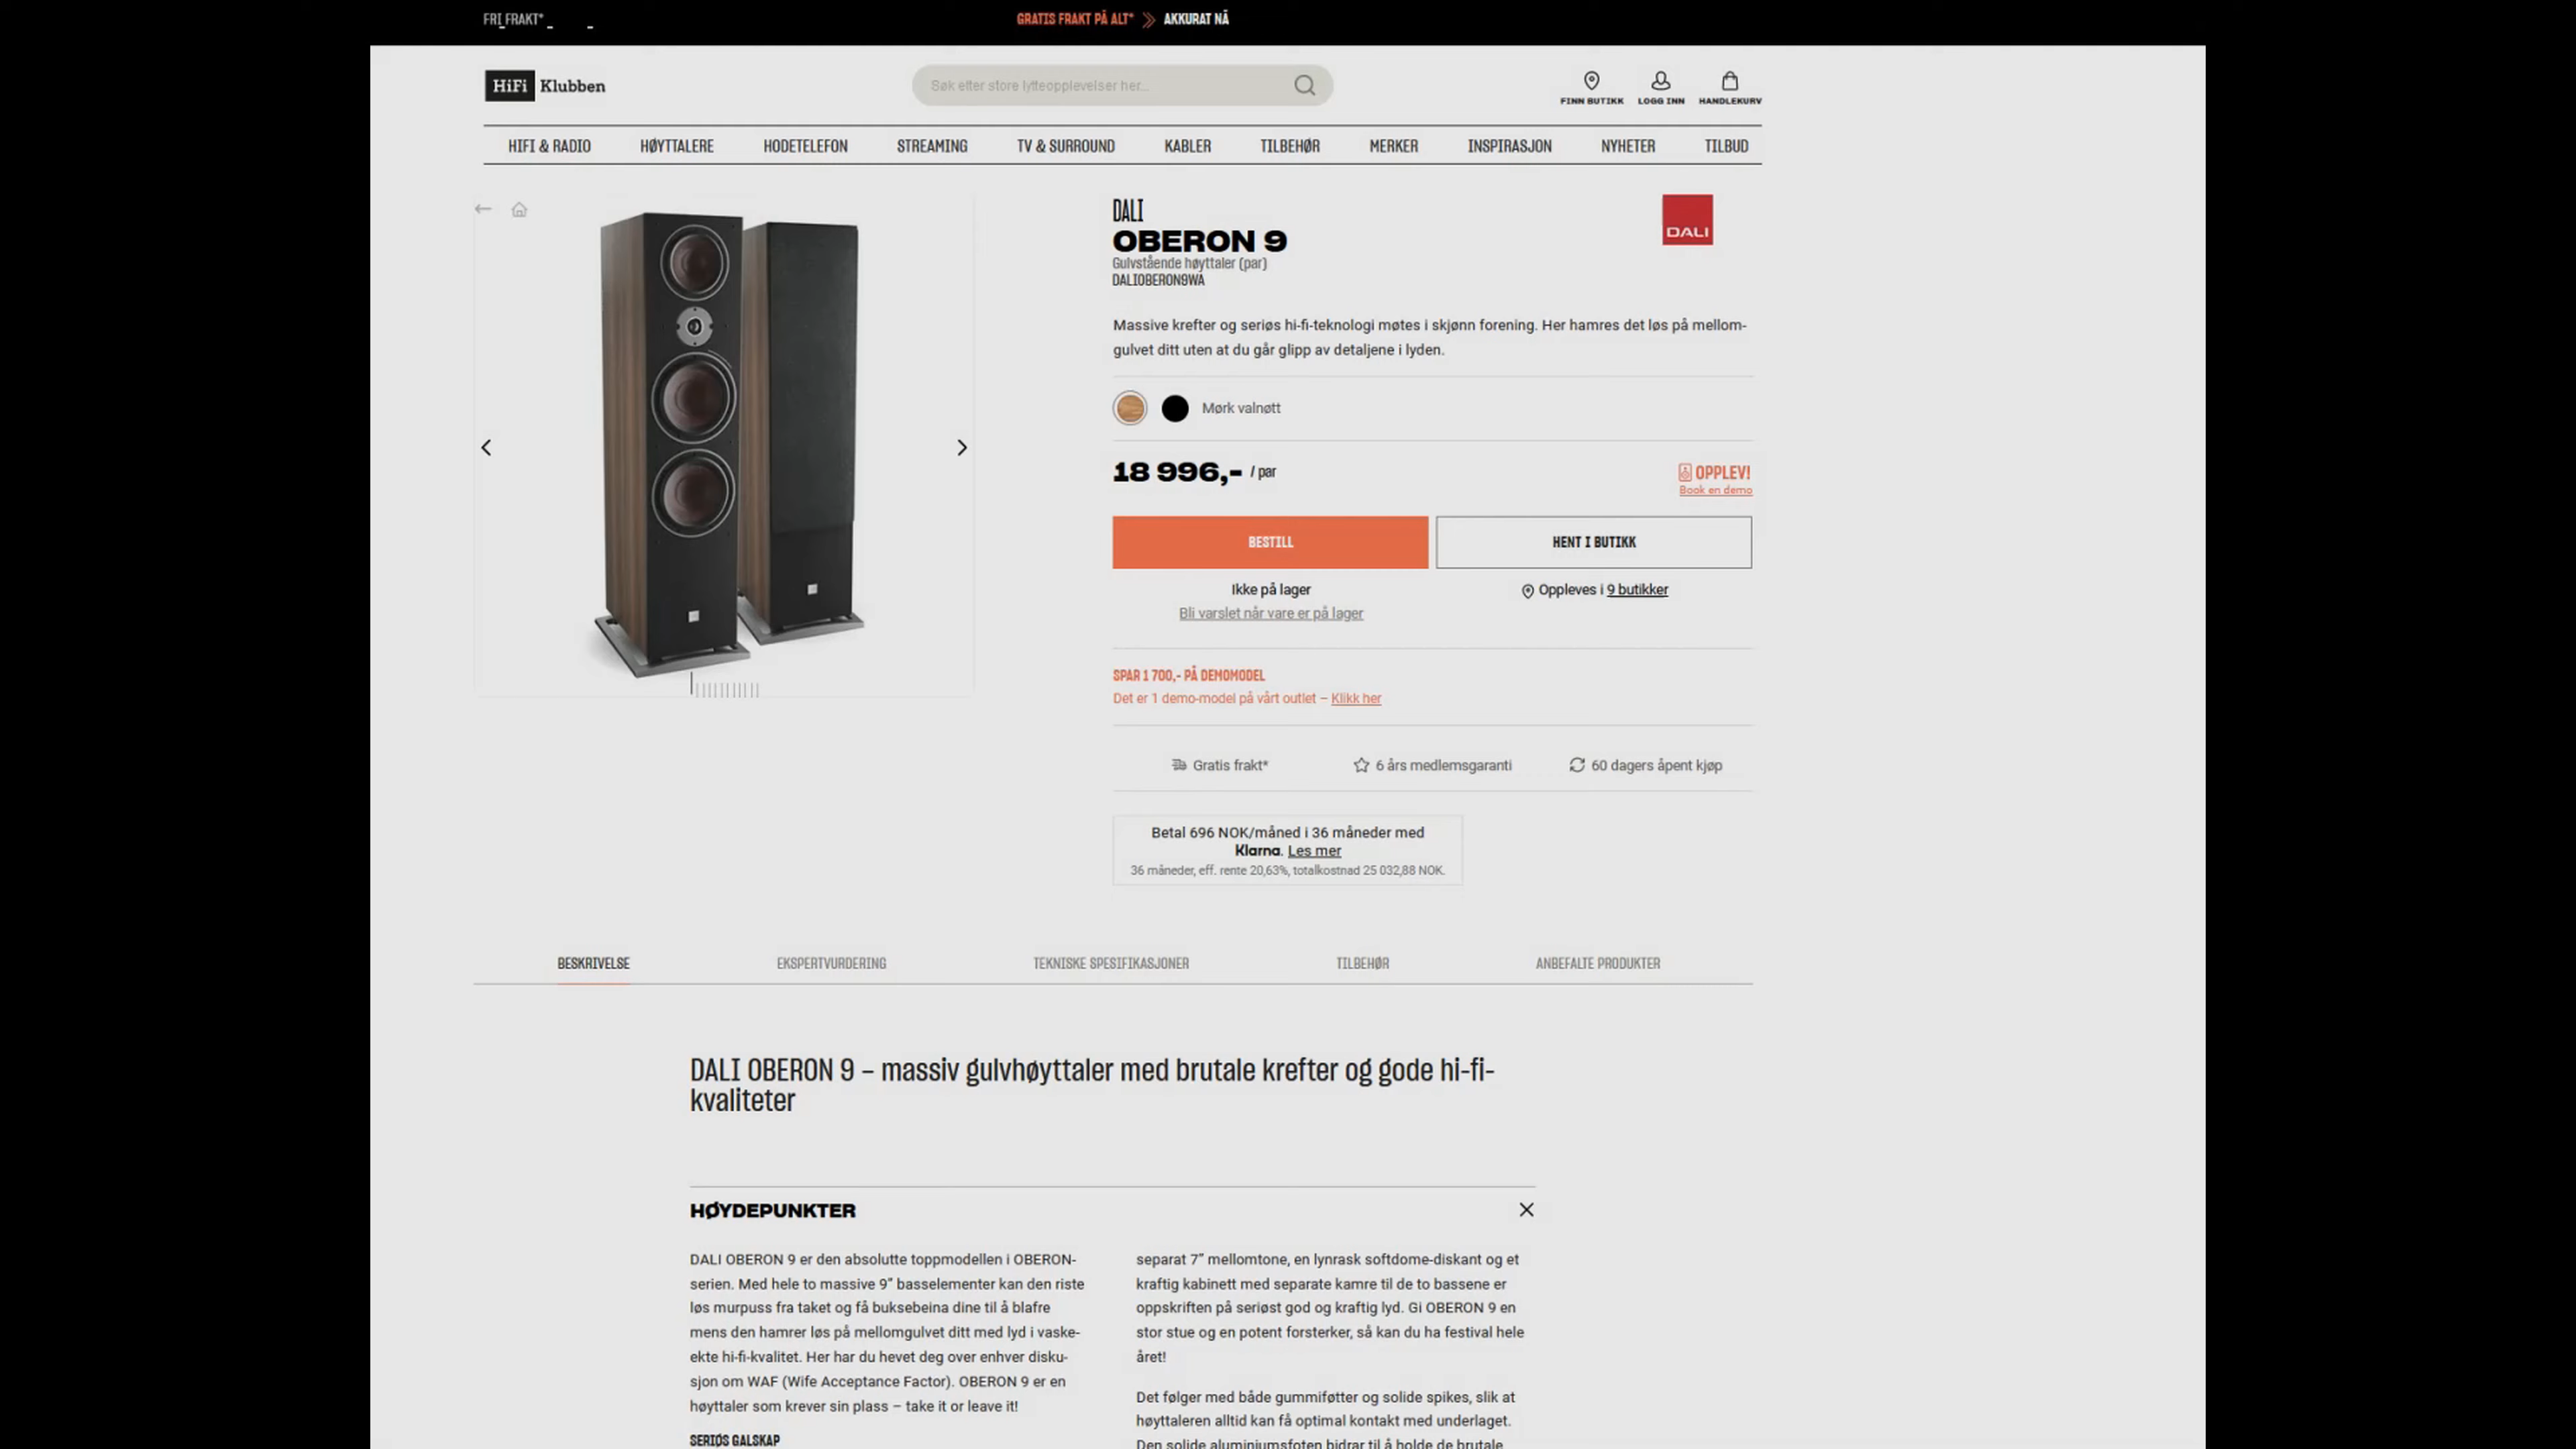 FRI FRAKT*
GRATIS FRAKT PÅ ALT* AKKURAT NÅ
HiFi Klubben
Søk etter store lytteopplevelser her...
FINN BUTIKK LOGG INN HANDLEKURV
HIFI & RADIO HØYTTALERE HODETELEFON STREAMING TV & SURROUND KABLER TILBEHØR MERKER INSPIRASJON NYHETER TILBUD
DALI
OBERON 9
Gulvstående høyttaler (par)
DALIOBERON9WA
DALI
Massive krefter og seriøs hi-fi-teknologi møtes i skjønn forening. Her hamres det løs på mellom-
gulvet ditt uten at du går glipp av detaljene i lyden.
Mørk valnøtt
18 996,- / par
OPPLEV!
Book en demo
BESTILL
HENT I BUTIKK
Ikke på lager
Oppleves i 9 butikker
Bli varslet når vare er på lager
SPAR 1 700,- PÅ DEMOMODEL
Det er 1 demo-model på vårt outlet – Klikk her
Gratis frakt* 6 års medlemsgaranti 60 dagers åpent kjøp
Betal 696 NOK/måned i 36 måneder med
Klarna. Les mer
36 måneder, eff. rente 20,63%, totalkostnad 25 032,88 NOK.
BESKRIVELSE EKSPERTVURDERING TEKNISKE SPESIFIKASJONER TILBEHØR ANBEFALTE PRODUKTER
DALI OBERON 9 – massiv gulvhøyttaler med brutale krefter og gode hi-fi-
kvaliteter
HØYDEPUNKTER
DALI OBERON 9 er den absolutte toppmodellen i OBERON-
serien. Med hele to massive 9” basselementer kan den riste
løs murpuss fra taket og få buksebeina dine til å blafre
mens den hamrer løs på mellomgulvet ditt med lyd i vaske-
ekte hi-fi-kvalitet. Her har du hevet deg over enhver disku-
sjon om WAF (Wife Acceptance Factor). OBERON 9 er en
høyttaler som krever sin plass – take it or leave it!
SERIØS GALSKAP
separat 7” mellomtone, en lynrask softdome-diskant og et
kraftig kabinett med separate kamre til de to bassene er
oppskriften på seriøst god og kraftig lyd. Gi OBERON 9 en
stor stue og en potent forsterker, så kan du ha festival hele
året!
Det følger med både gummiføtter og solide spikes, slik at
høyttaleren alltid kan få optimal kontakt med underlaget.
Den solide aluminiumsfoten bidrar til å holde de brutale